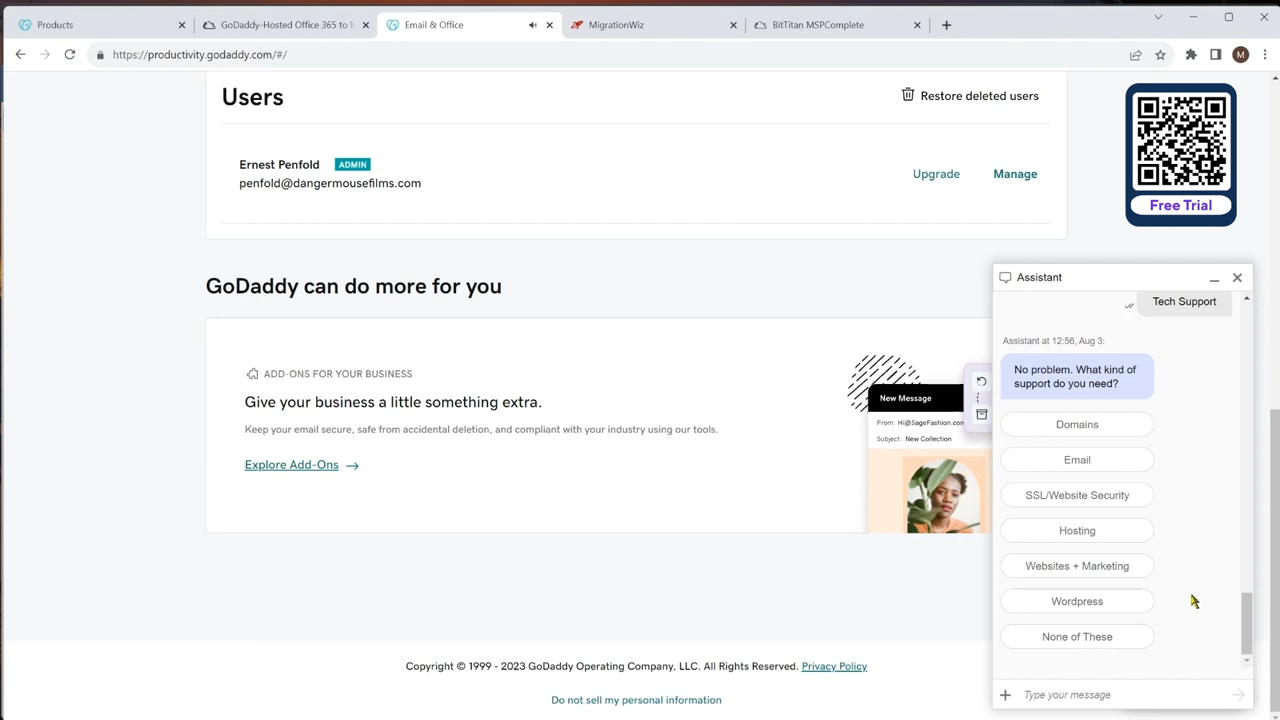 Products
GoDaddy-Hosted Office 365 to M
Email & Office
MigrationWiz
BitTitan MSPComplete
https://productivity.godaddy.com/#/
M
Users
Restore deleted users
Ernest Penfold ADMIN
penfold@dangermousefilms.com
Upgrade
Manage
Free Trial
GoDaddy can do more for you
ADD-ONS FOR YOUR BUSINESS
Give your business a little something extra.
Keep your email secure, safe from accidental deletion, and compliant with your industry using our tools.
Explore Add-Ons
New Message
From: Hi@SageFashion.com
Subject: New Collection
Assistant
Tech Support
Assistant at 12:56, Aug 3:
No problem. What kind of
support do you need?
Domains
Email
SSL/Website Security
Hosting
Websites + Marketing
Wordpress
None of These
Type your message
Copyright © 1999 - 2023 GoDaddy Operating Company, LLC. All Rights Reserved. Privacy Policy
Do not sell my personal information